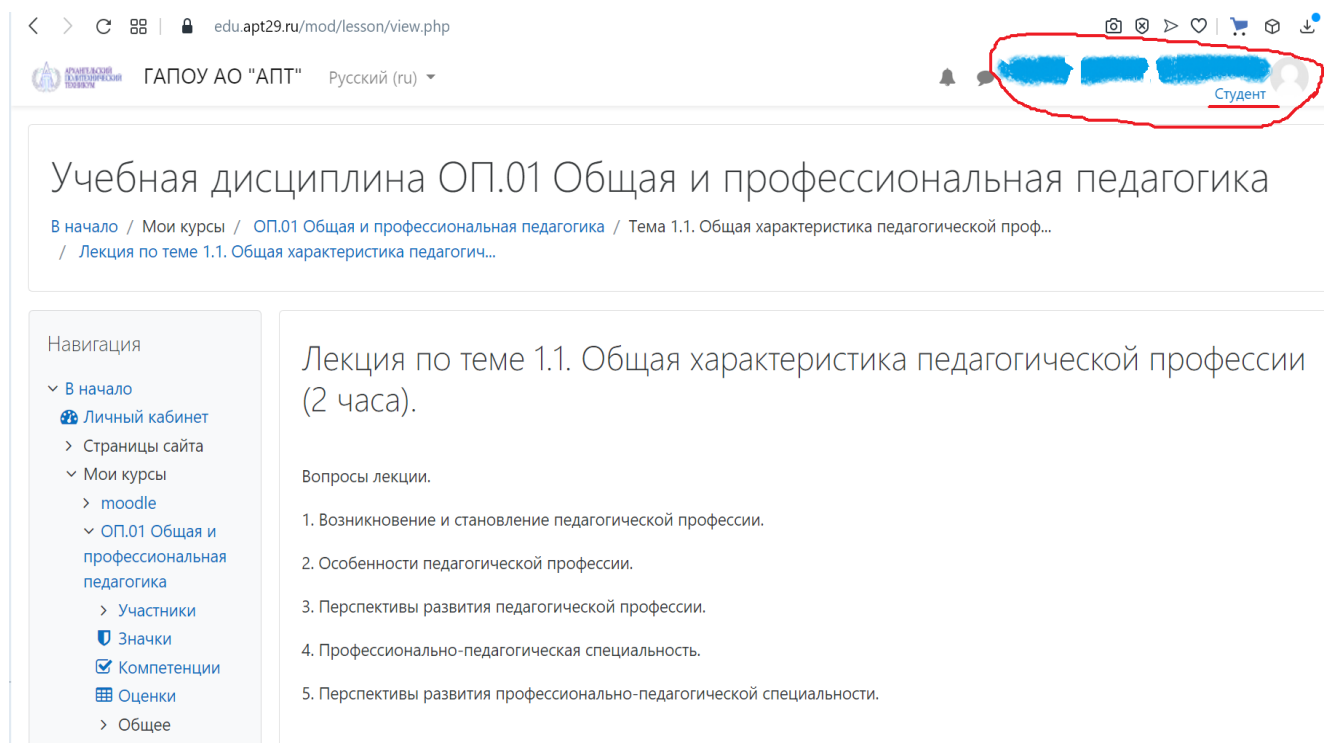 edu.apt29.ru/mod/lesson/view.php
АРХАНГЕЛЬСКИЙ
ПОЛИТЕХНИЧЕСКИЙ
ТЕХНИКУМ
ГАПОУ АО "АПТ" Русский (ru)
Студент
Учебная дисциплина ОП.01 Общая и профессиональная педагогика
В начало / Мои курсы / ОП.01 Общая и профессиональная педагогика / Тема 1.1. Общая характеристика педагогической проф...
/ Лекция по теме 1.1. Общая характеристика педагогич...
Навигация
В начало
Личный кабинет
Страницы сайта
Мои курсы
moodle
ОП.01 Общая и
профессиональная
педагогика
Участники
Значки
Компетенции
Оценки
Общее
Лекция по теме 1.1. Общая характеристика педагогической профессии
(2 часа).
Вопросы лекции.
1. Возникновение и становление педагогической профессии.
2. Особенности педагогической профессии.
3. Перспективы развития педагогической профессии.
4. Профессионально-педагогическая специальность.
5. Перспективы развития профессионально-педагогической специальности.